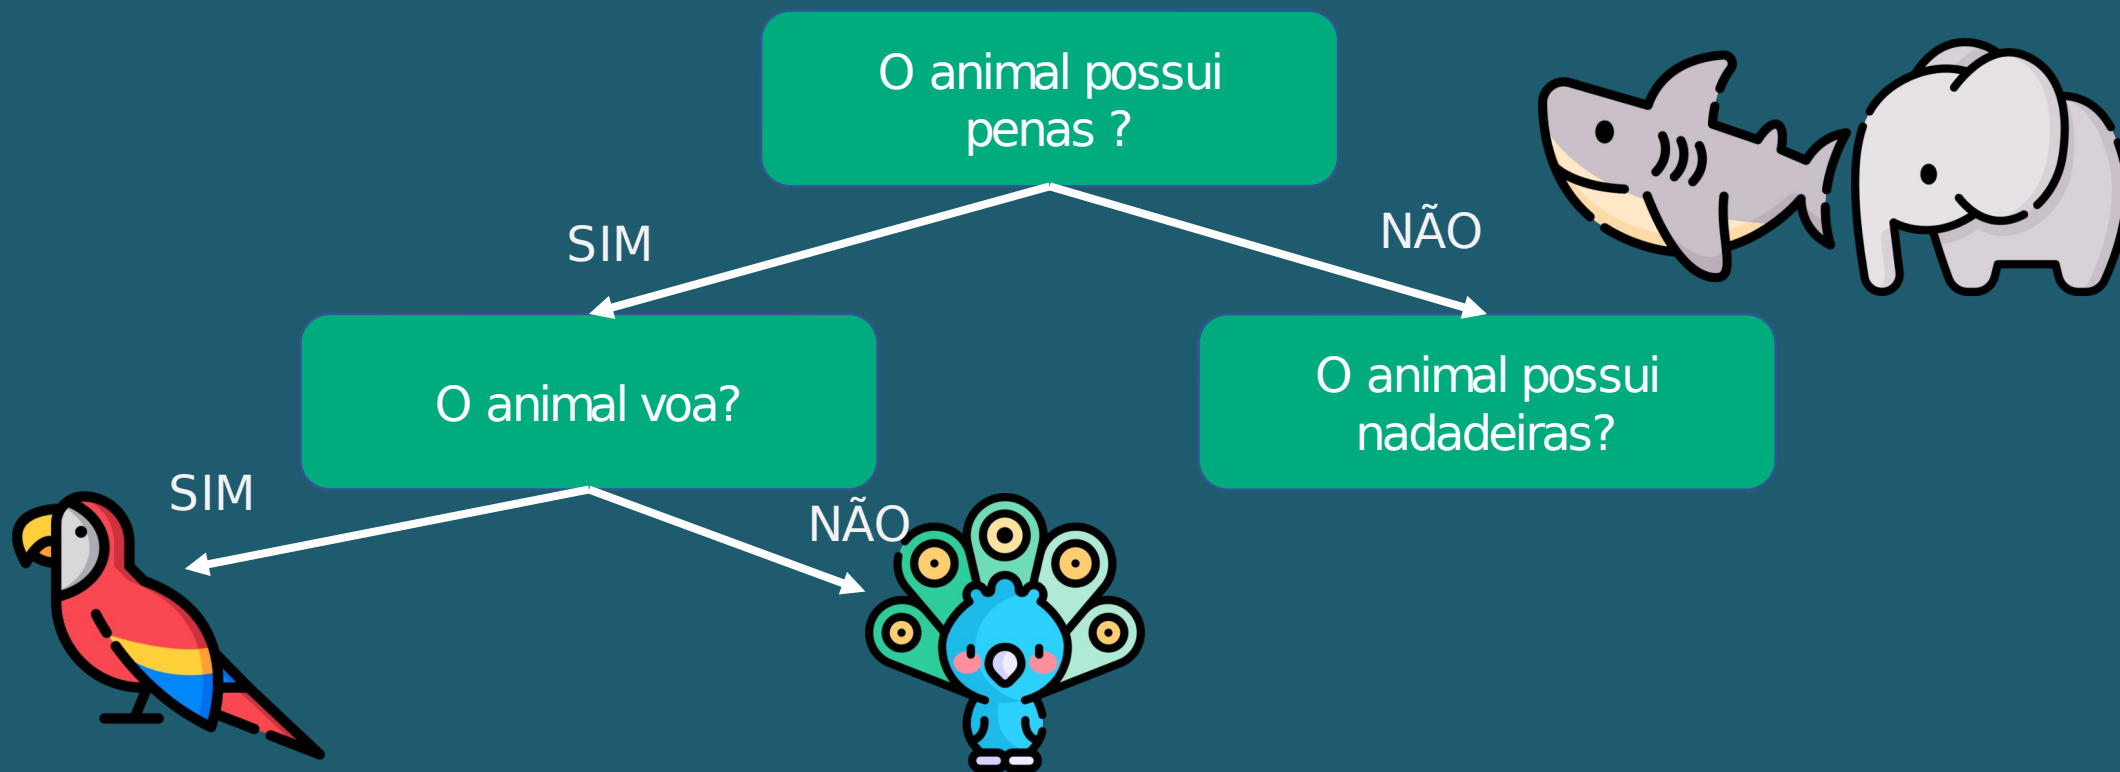 O animal possui
penas ?
SIM
NÃO
O animal voa?
O animal possui
nadadeiras?
SIM
NÃO